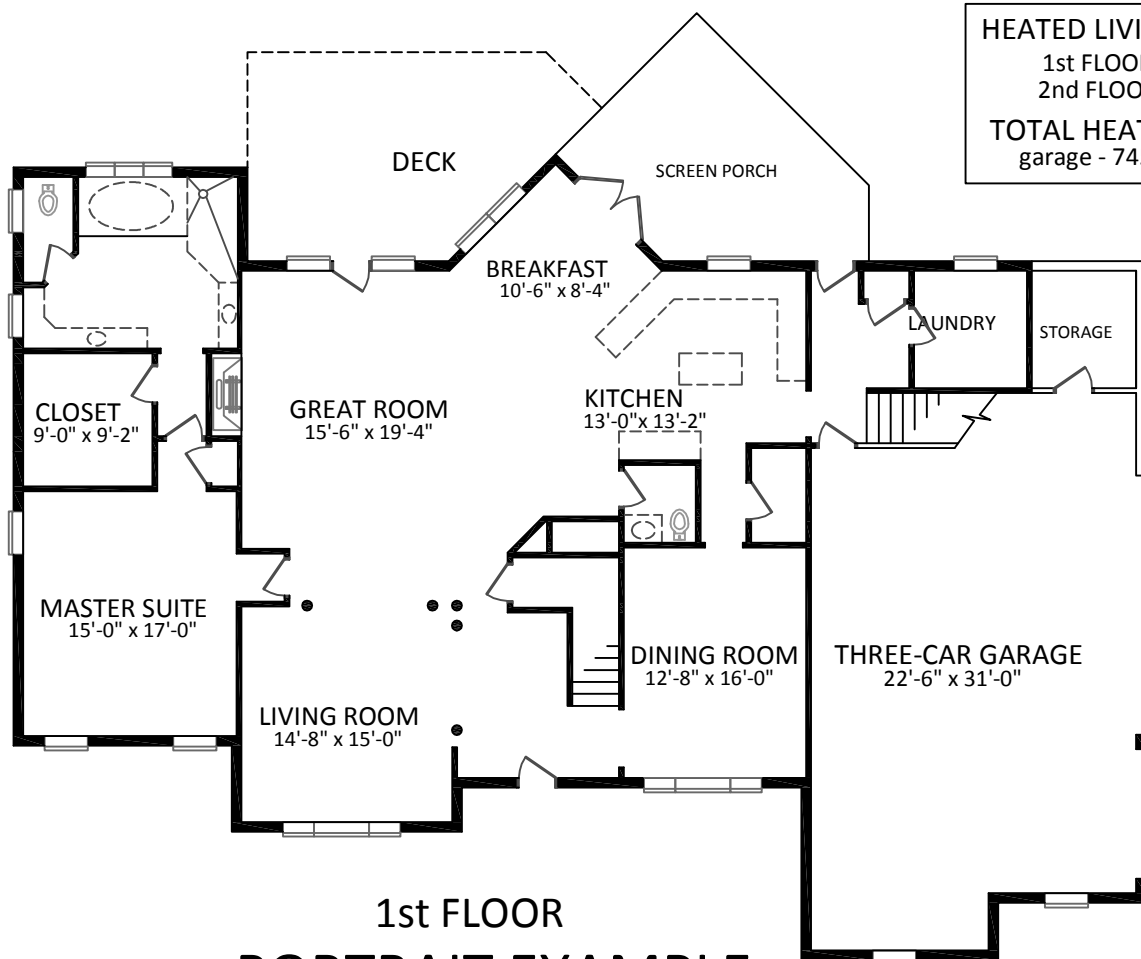 HEATED LIVI
1st FLOO
2nd FLOO
TOTAL HEAT
garage - 74
DECK
SCREEN PORCH
BREAKFAST
10'-6" x 8'-4"
LAUNDRY
STORAGE
CLOSET
9'-0" x 9'-2"
GREAT ROOM
15'-6" x 19'-4"
KITCHEN
13'-0"x 13'-2"
MASTER SUITE
15'-0" x 17'-0"
DINING ROOM
12'-8" x 16'-0"
THREE-CAR GARAGE
22'-6" x 31'-0"
LIVING ROOM
14'-8" x 15'-0"
1st FLOOR
PORTRAIT EXAMPLE